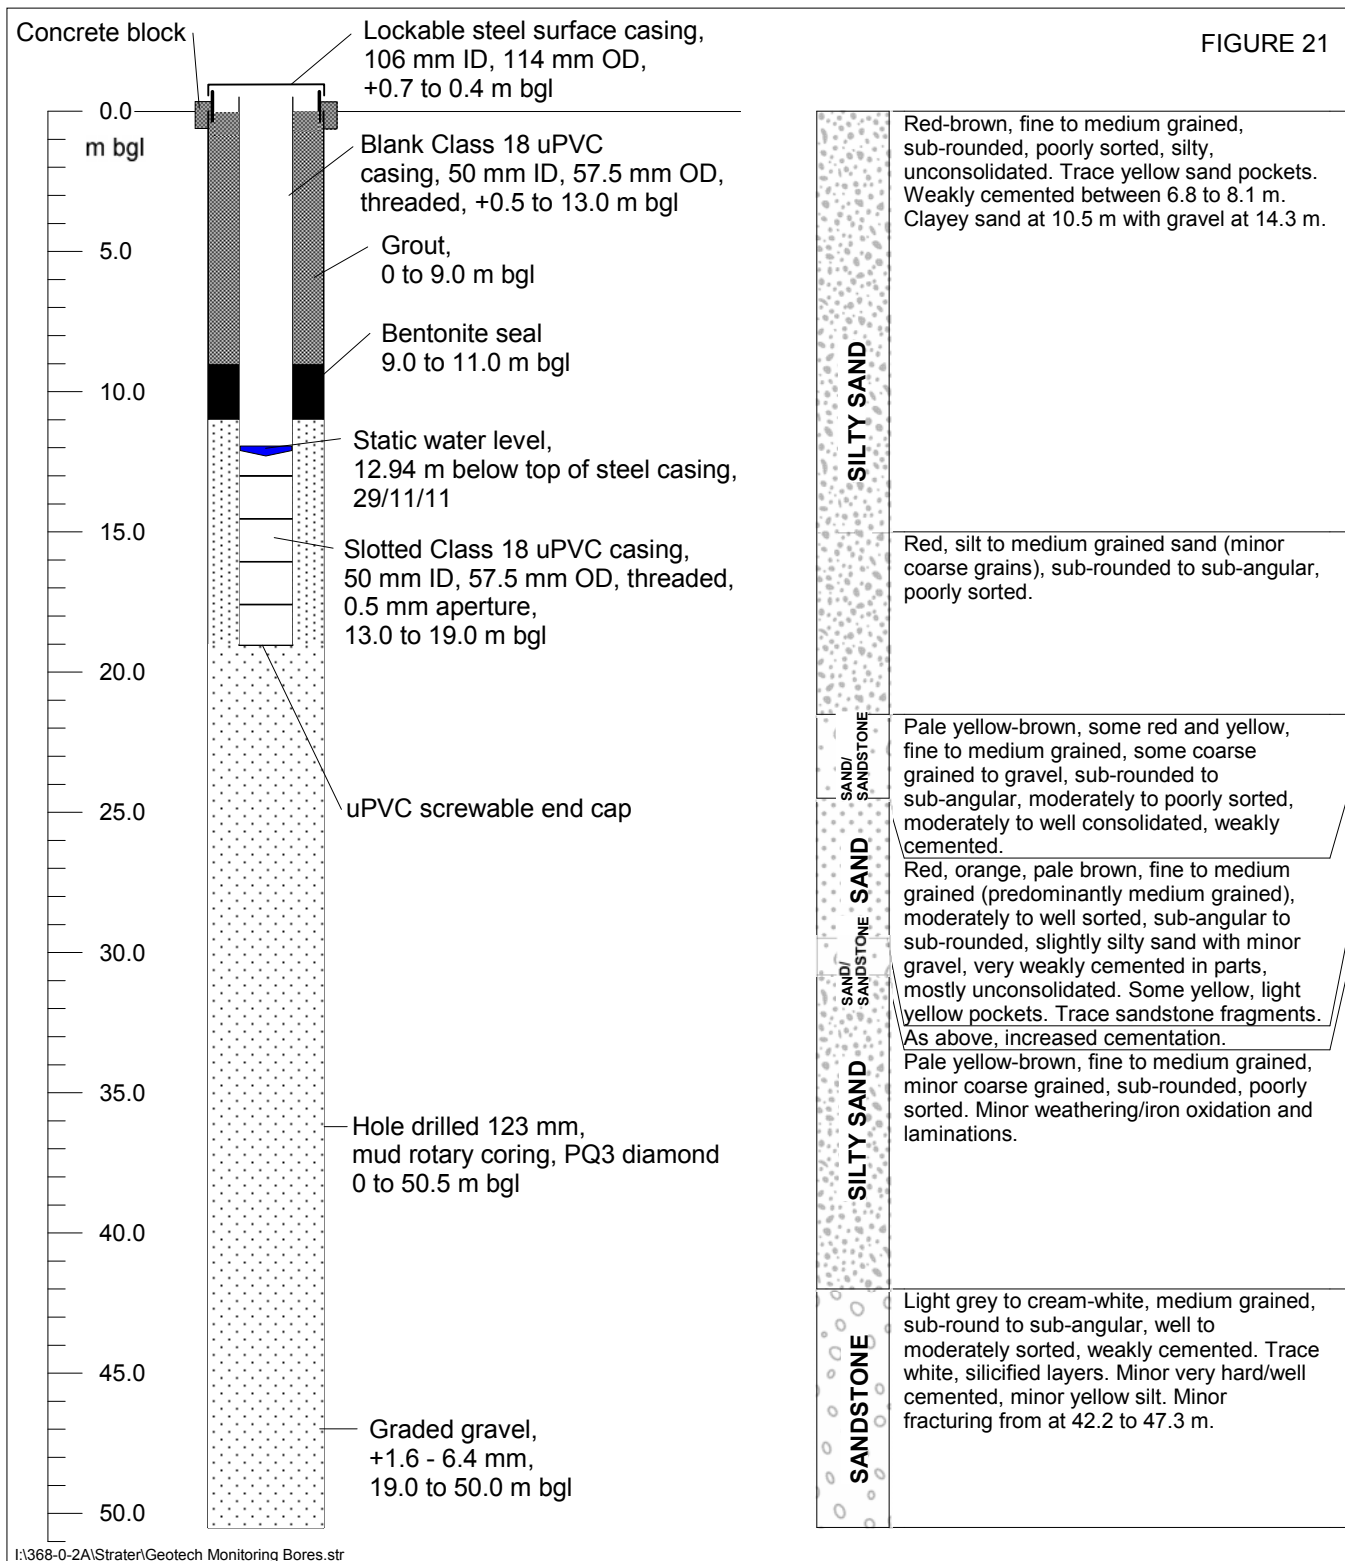 FIGURE 21
Concrete block
Lockable steel surface casing,
106 mm ID, 114 mm OD,
+0.7 to 0.4 m bgl
0.0
m bgl
5.0
10.0
15.0
20.0
25.0
30.0
35.0
40.0
45.0
50.0
Blank Class 18 uPVC
casing, 50 mm ID, 57.5 mm OD,
threaded, +0.5 to 13.0 m bgl
Grout,
0 to 9.0 m bgl
Bentonite seal
9.0 to 11.0 m bgl
Static water level,
12.94 m below top of steel casing,
29/11/11
Slotted Class 18 uPVC casing,
50 mm ID, 57.5 mm OD, threaded,
0.5 mm aperture,
13.0 to 19.0 m bgl
uPVC screwable end cap
Hole drilled 123 mm,
mud rotary coring, PQ3 diamond
0 to 50.5 m bgl
Graded gravel,
+1.6 - 6.4 mm,
19.0 to 50.0 m bgl
SILTY SAND
Red-brown, fine to medium grained,
sub-rounded, poorly sorted, silty,
unconsolidated. Trace yellow sand pockets.
Weakly cemented between 6.8 to 8.1 m.
Clayey sand at 10.5 m with gravel at 14.3 m.
Red, silt to medium grained sand (minor
coarse grains), sub-rounded to sub-angular,
poorly sorted.
SAND/
SANDSTONE
Pale yellow-brown, some red and yellow,
fine to medium grained, some coarse
grained to gravel, sub-rounded to
sub-angular, moderately to poorly sorted,
moderately to well consolidated, weakly
cemented.
SAND
Red, orange, pale brown, fine to medium
grained (predominantly medium grained),
moderately to well sorted, sub-angular to
sub-rounded, slightly silty sand with minor
gravel, very weakly cemented in parts,
mostly unconsolidated. Some yellow, light
yellow pockets. Trace sandstone fragments.
SAND/
SANDSTONE
As above, increased cementation.
SILTY SAND
Pale yellow-brown, fine to medium grained,
minor coarse grained, sub-rounded, poorly
sorted. Minor weathering/iron oxidation and
laminations.
SANDSTONE
Light grey to cream-white, medium grained,
sub-round to sub-angular, well to
moderately sorted, weakly cemented. Trace
white, silicified layers. Minor very hard/well
cemented, minor yellow silt. Minor
fracturing from at 42.2 to 47.3 m.
I:\368-0-2A\Strater\Geotech Monitoring Bores.str